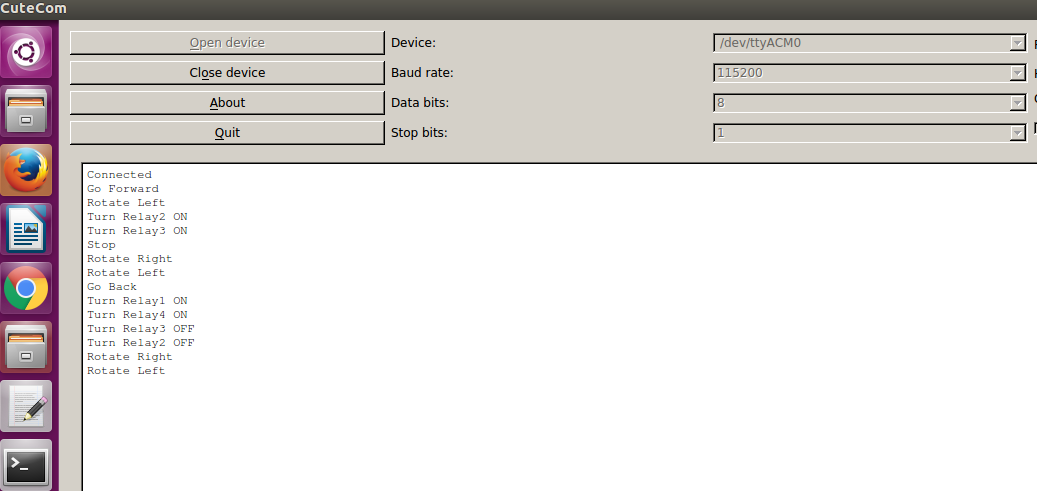 CuteCom
Open device
Device:
/dev/ttyACM0
Close device
Baud rate:
115200
About
Data bits:
8
Quit
Stop bits:
1
Connected
Go Forward
Rotate Left
Turn Relay2 ON
Turn Relay3 ON
Stop
Rotate Right
Rotate Left
Go Back
Turn Relay1 ON
Turn Relay4 ON
Turn Relay3 OFF
Turn Relay2 OFF
Rotate Right
Rotate Left